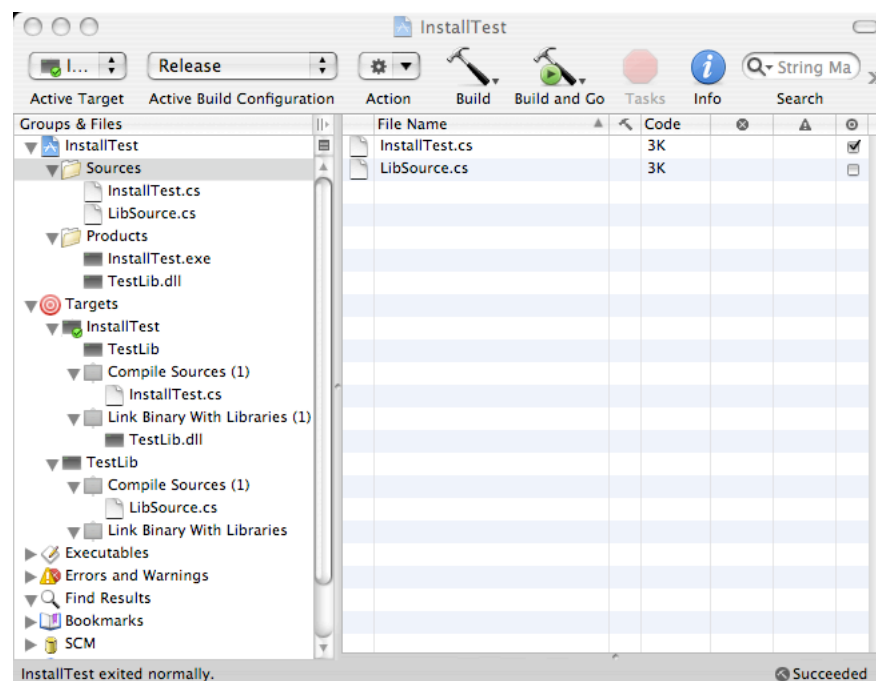 InstallTest
I... Release String Ma
Active Target Active Build Configuration Action Build Build and Go Tasks Info Search
Groups & Files
InstallTest
Sources
InstallTest.cs
LibSource.cs
Products
InstallTest.exe
TestLib.dll
Targets
InstallTest
TestLib
Compile Sources (1)
InstallTest.cs
Link Binary With Libraries (1)
TestLib.dll
TestLib
Compile Sources (1)
LibSource.cs
Link Binary With Libraries
Executables
Errors and Warnings
Find Results
Bookmarks
SCM
File Name Code
InstallTest.cs 3K
LibSource.cs 3K
InstallTest exited normally. Succeeded